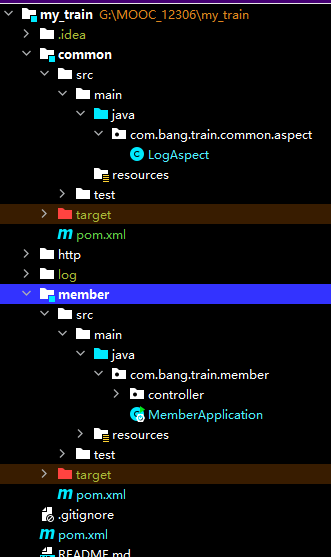 my_train G:\MOOC_12306\my_train
.idea
common
src
main
java
com.bang.train.common.aspect
LogAspect
resources
test
target
pom.xml
http
log
member
src
main
java
com.bang.train.member
controller
MemberApplication
resources
test
target
pom.xml
.gitignore
pom.xml
README.md